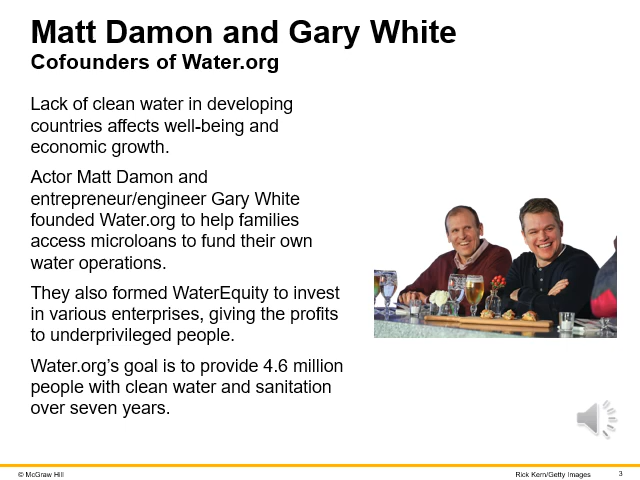 Matt Damon and Gary White
Cofounders of Water.org
Lack of clean water in developing
countries affects well-being and
economic growth.
Actor Matt Damon and
entrepreneur/engineer Gary White
founded Water.org to help families
access microloans to fund their own
water operations.
They also formed WaterEquity to invest
in various enterprises, giving the profits
to underprivileged people.
Water.org’s goal is to provide 4.6 million
people with clean water and sanitation
over seven years.
© McGraw Hill
Rick Kern/Getty Images
3